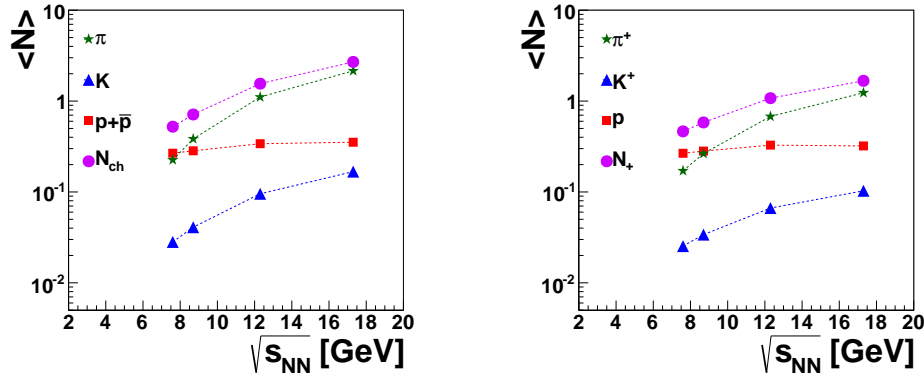 <N>
10
1
10⁻¹
10⁻²
π
K
p+p̅
N_ch
2 4 6 8 10 12 14 16 18 20
√s_NN [GeV]
<N>
10
1
10⁻¹
10⁻²
π⁺
K⁺
p
N₊
2 4 6 8 10 12 14 16 18 20
√s_NN [GeV]